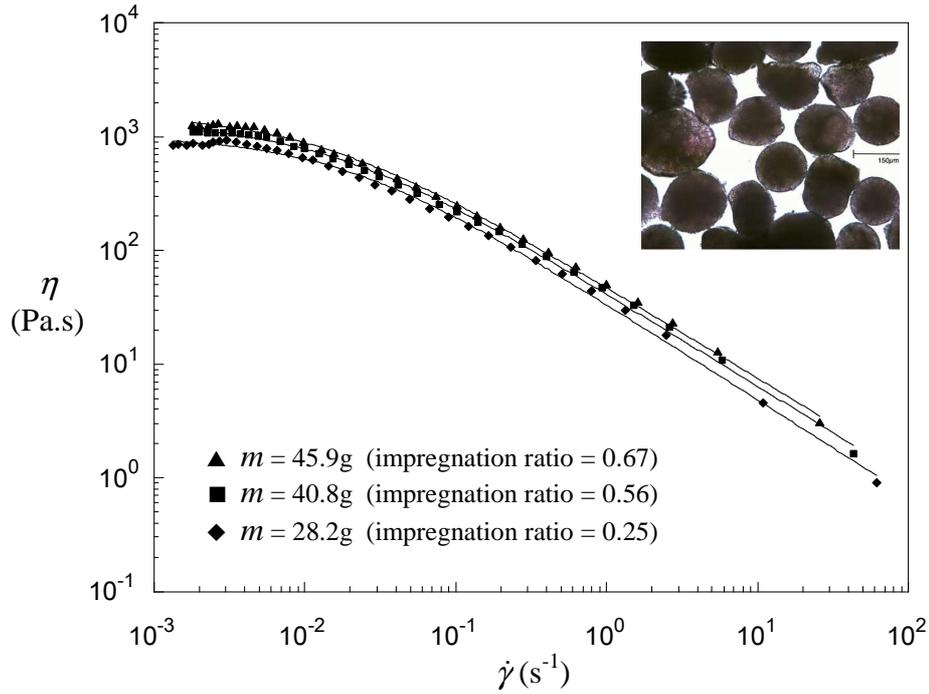 10^4
10^3
10^2
10^1
10^0
10^-1
η
(Pa.s)
150µm
▲ m = 45.9g (impregnation ratio = 0.67)
■ m = 40.8g (impregnation ratio = 0.56)
◆ m = 28.2g (impregnation ratio = 0.25)
10^-3 10^-2 10^-1 10^0 10^1 10^2
γ̇ (s^-1)